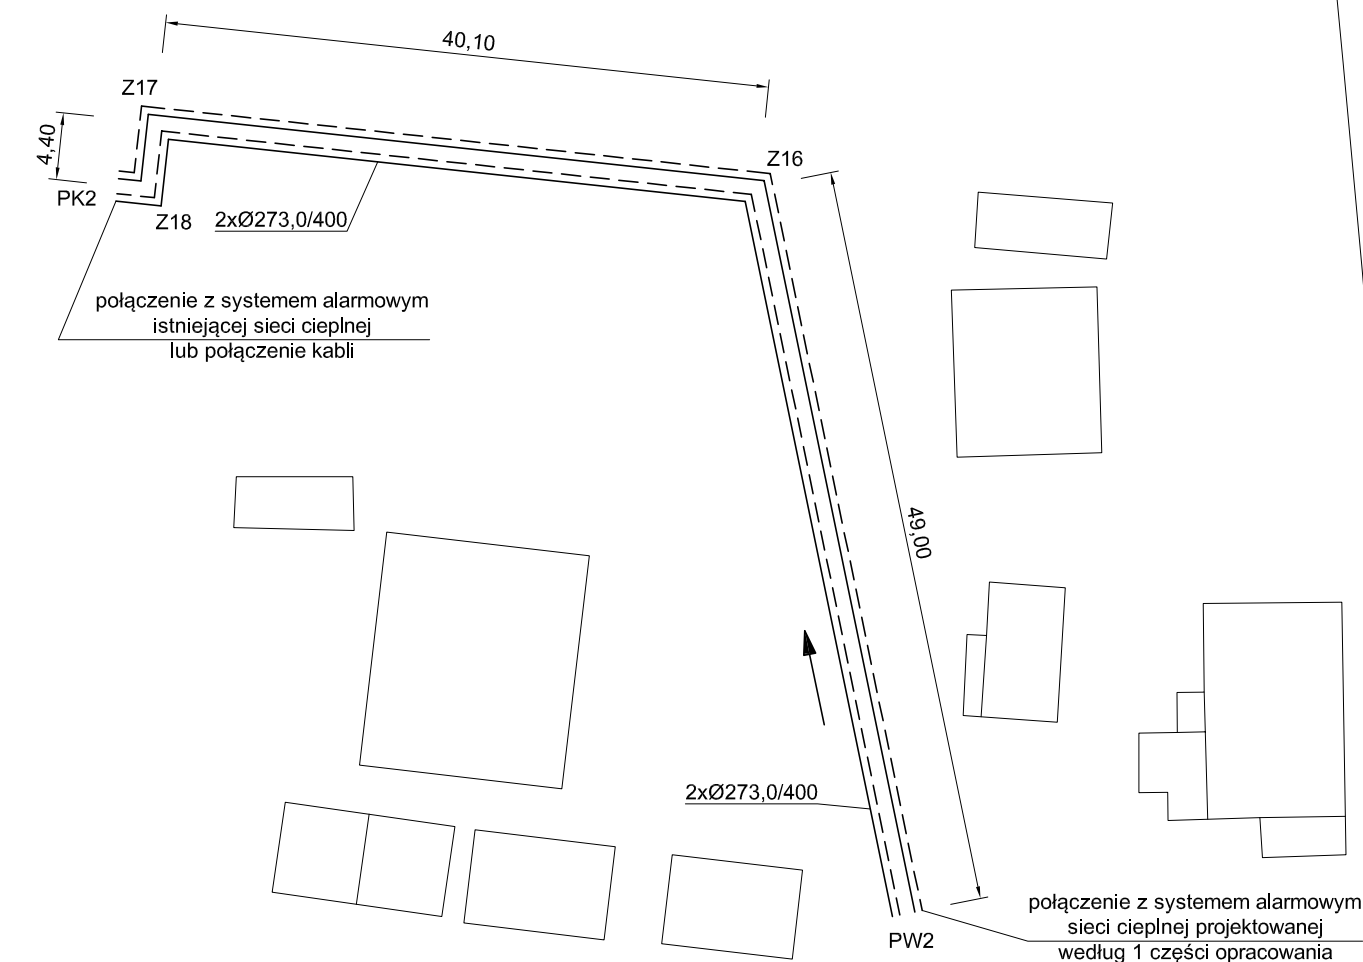 40,10
Z17
4,40
Z16
PK2
Z18
2xØ273,0/400
połączenie z systemem alarmowym
istniejącej sieci cieplnej
lub połączenie kabli
49,00
2xØ273,0/400
połączenie z systemem alarmowym
sieci cieplnej projektowanej
według 1 części opracowania
PW2